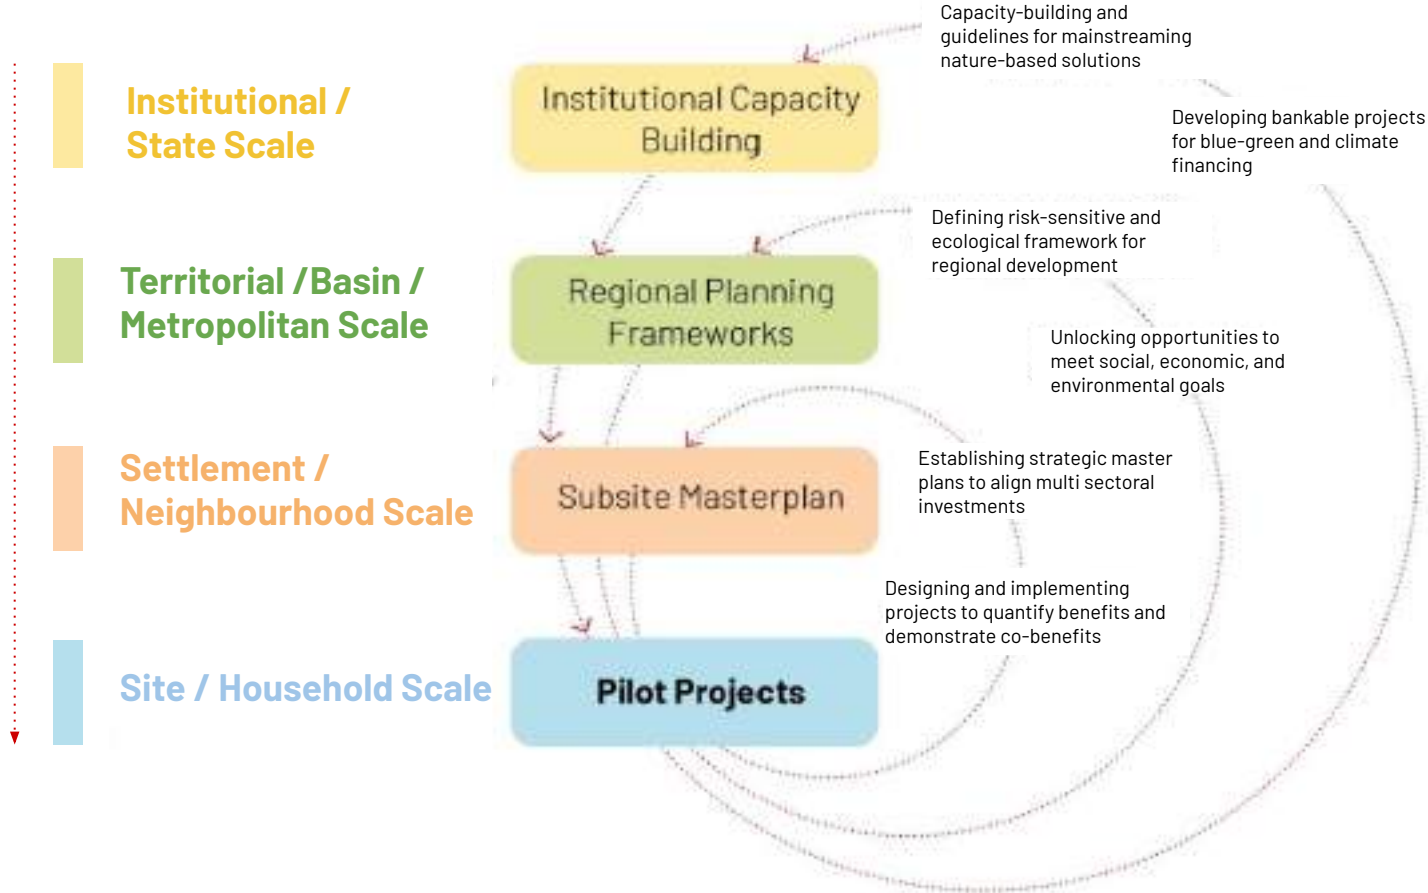 Capacity-building and
guidelines for mainstreaming
nature-based solutions
Institutional /
State Scale
Institutional Capacity
Building
Developing bankable projects
for blue-green and climate
financing
Territorial /Basin /
Metropolitan Scale
Regional Planning
Frameworks
Defining risk-sensitive and
ecological framework for
regional development
Unlocking opportunities to
meet social, economic, and
environmental goals
Settlement /
Neighbourhood Scale
Subsite Masterplan
Establishing strategic master
plans to align multi sectoral
investments
Designing and implementing
projects to quantify benefits and
demonstrate co-benefits
Site / Household Scale
Pilot Projects